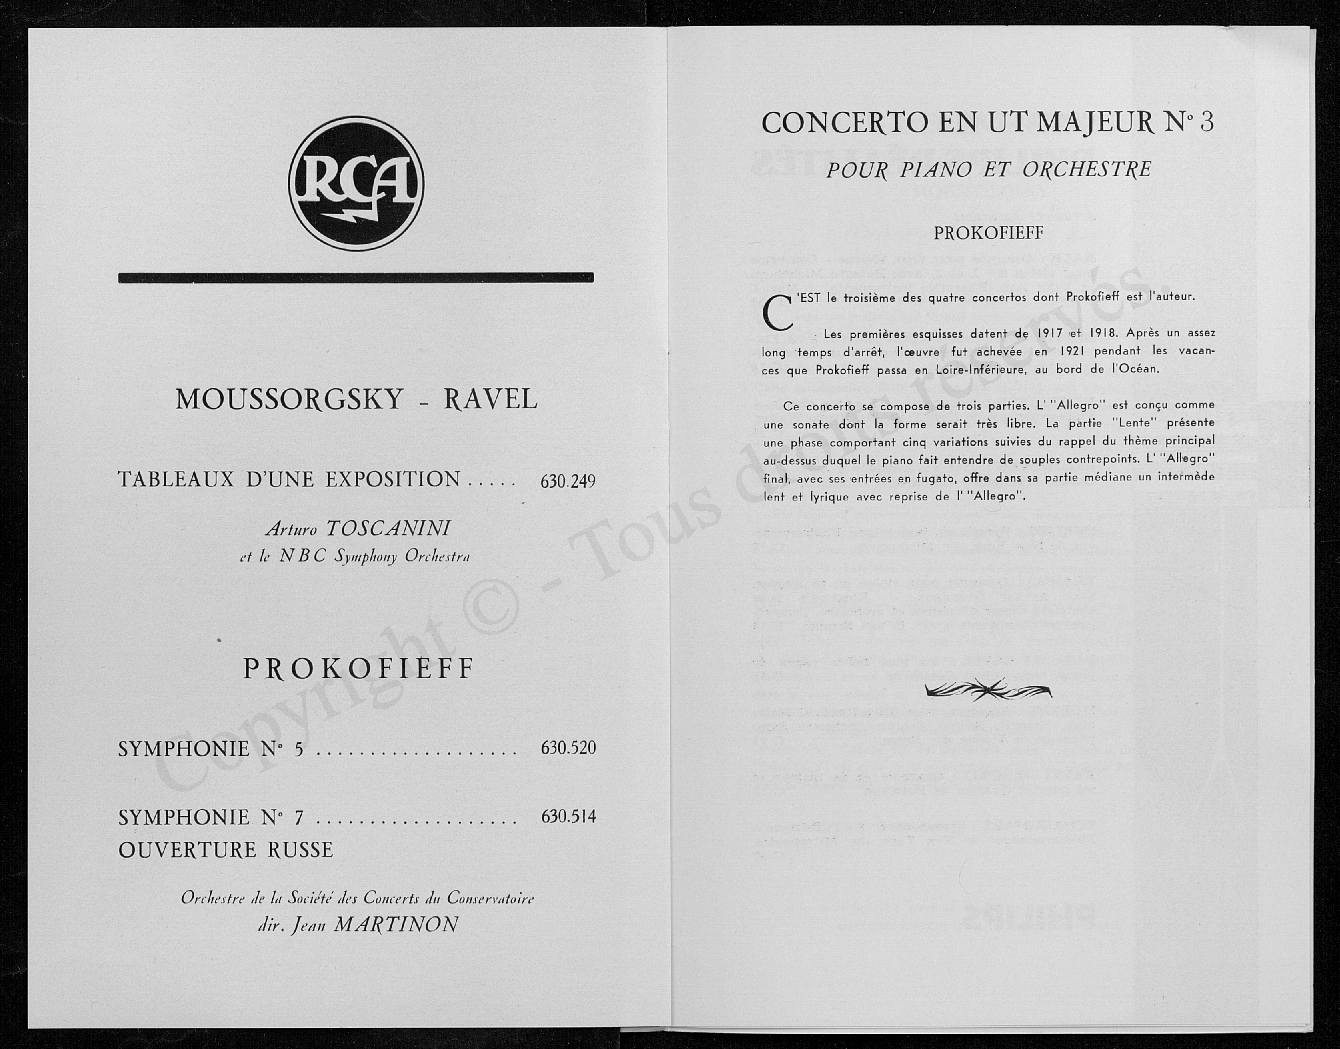 RCA
MOUSSORGSKY - RAVEL
TABLEAUX D'UNE EXPOSITION ..... 630.249
Arturo TOSCANINI
et le NBC Symphony Orchestra
PROKOFIEFF
SYMPHONIE N° 5 ................... 630.520
SYMPHONIE N° 7 ................... 630.514
OUVERTURE RUSSE
Orchestre de la Société des Concerts du Conservatoire
dir. Jean MARTINON
CONCERTO EN UT MAJEUR N° 3
POUR PIANO ET ORCHESTRE
PROKOFIEFF
C'EST le troisième des quatre concertos dont Prokofieff est l'auteur.
Les premières esquisses datent de 1917 et 1918. Après un assez
long temps d'arrêt, l'œuvre fut achevée en 1921 pendant les vacan-
ces que Prokofieff passa en Loire-Inférieure, au bord de l'Océan.
Ce concerto se compose de trois parties. L' "Allegro" est conçu comme
une sonate dont la forme serait très libre. La partie "Lente" présente
une phase comportant cinq variations suivies du rappel du thème principal
au-dessus duquel le piano fait entendre de souples contrepoints. L' "Allegro"
final, avec ses entrées en fugato, offre dans sa partie médiane un intermède
lent et lyrique avec reprise de l' "Allegro".
Copyright © - Tous droits réservés.